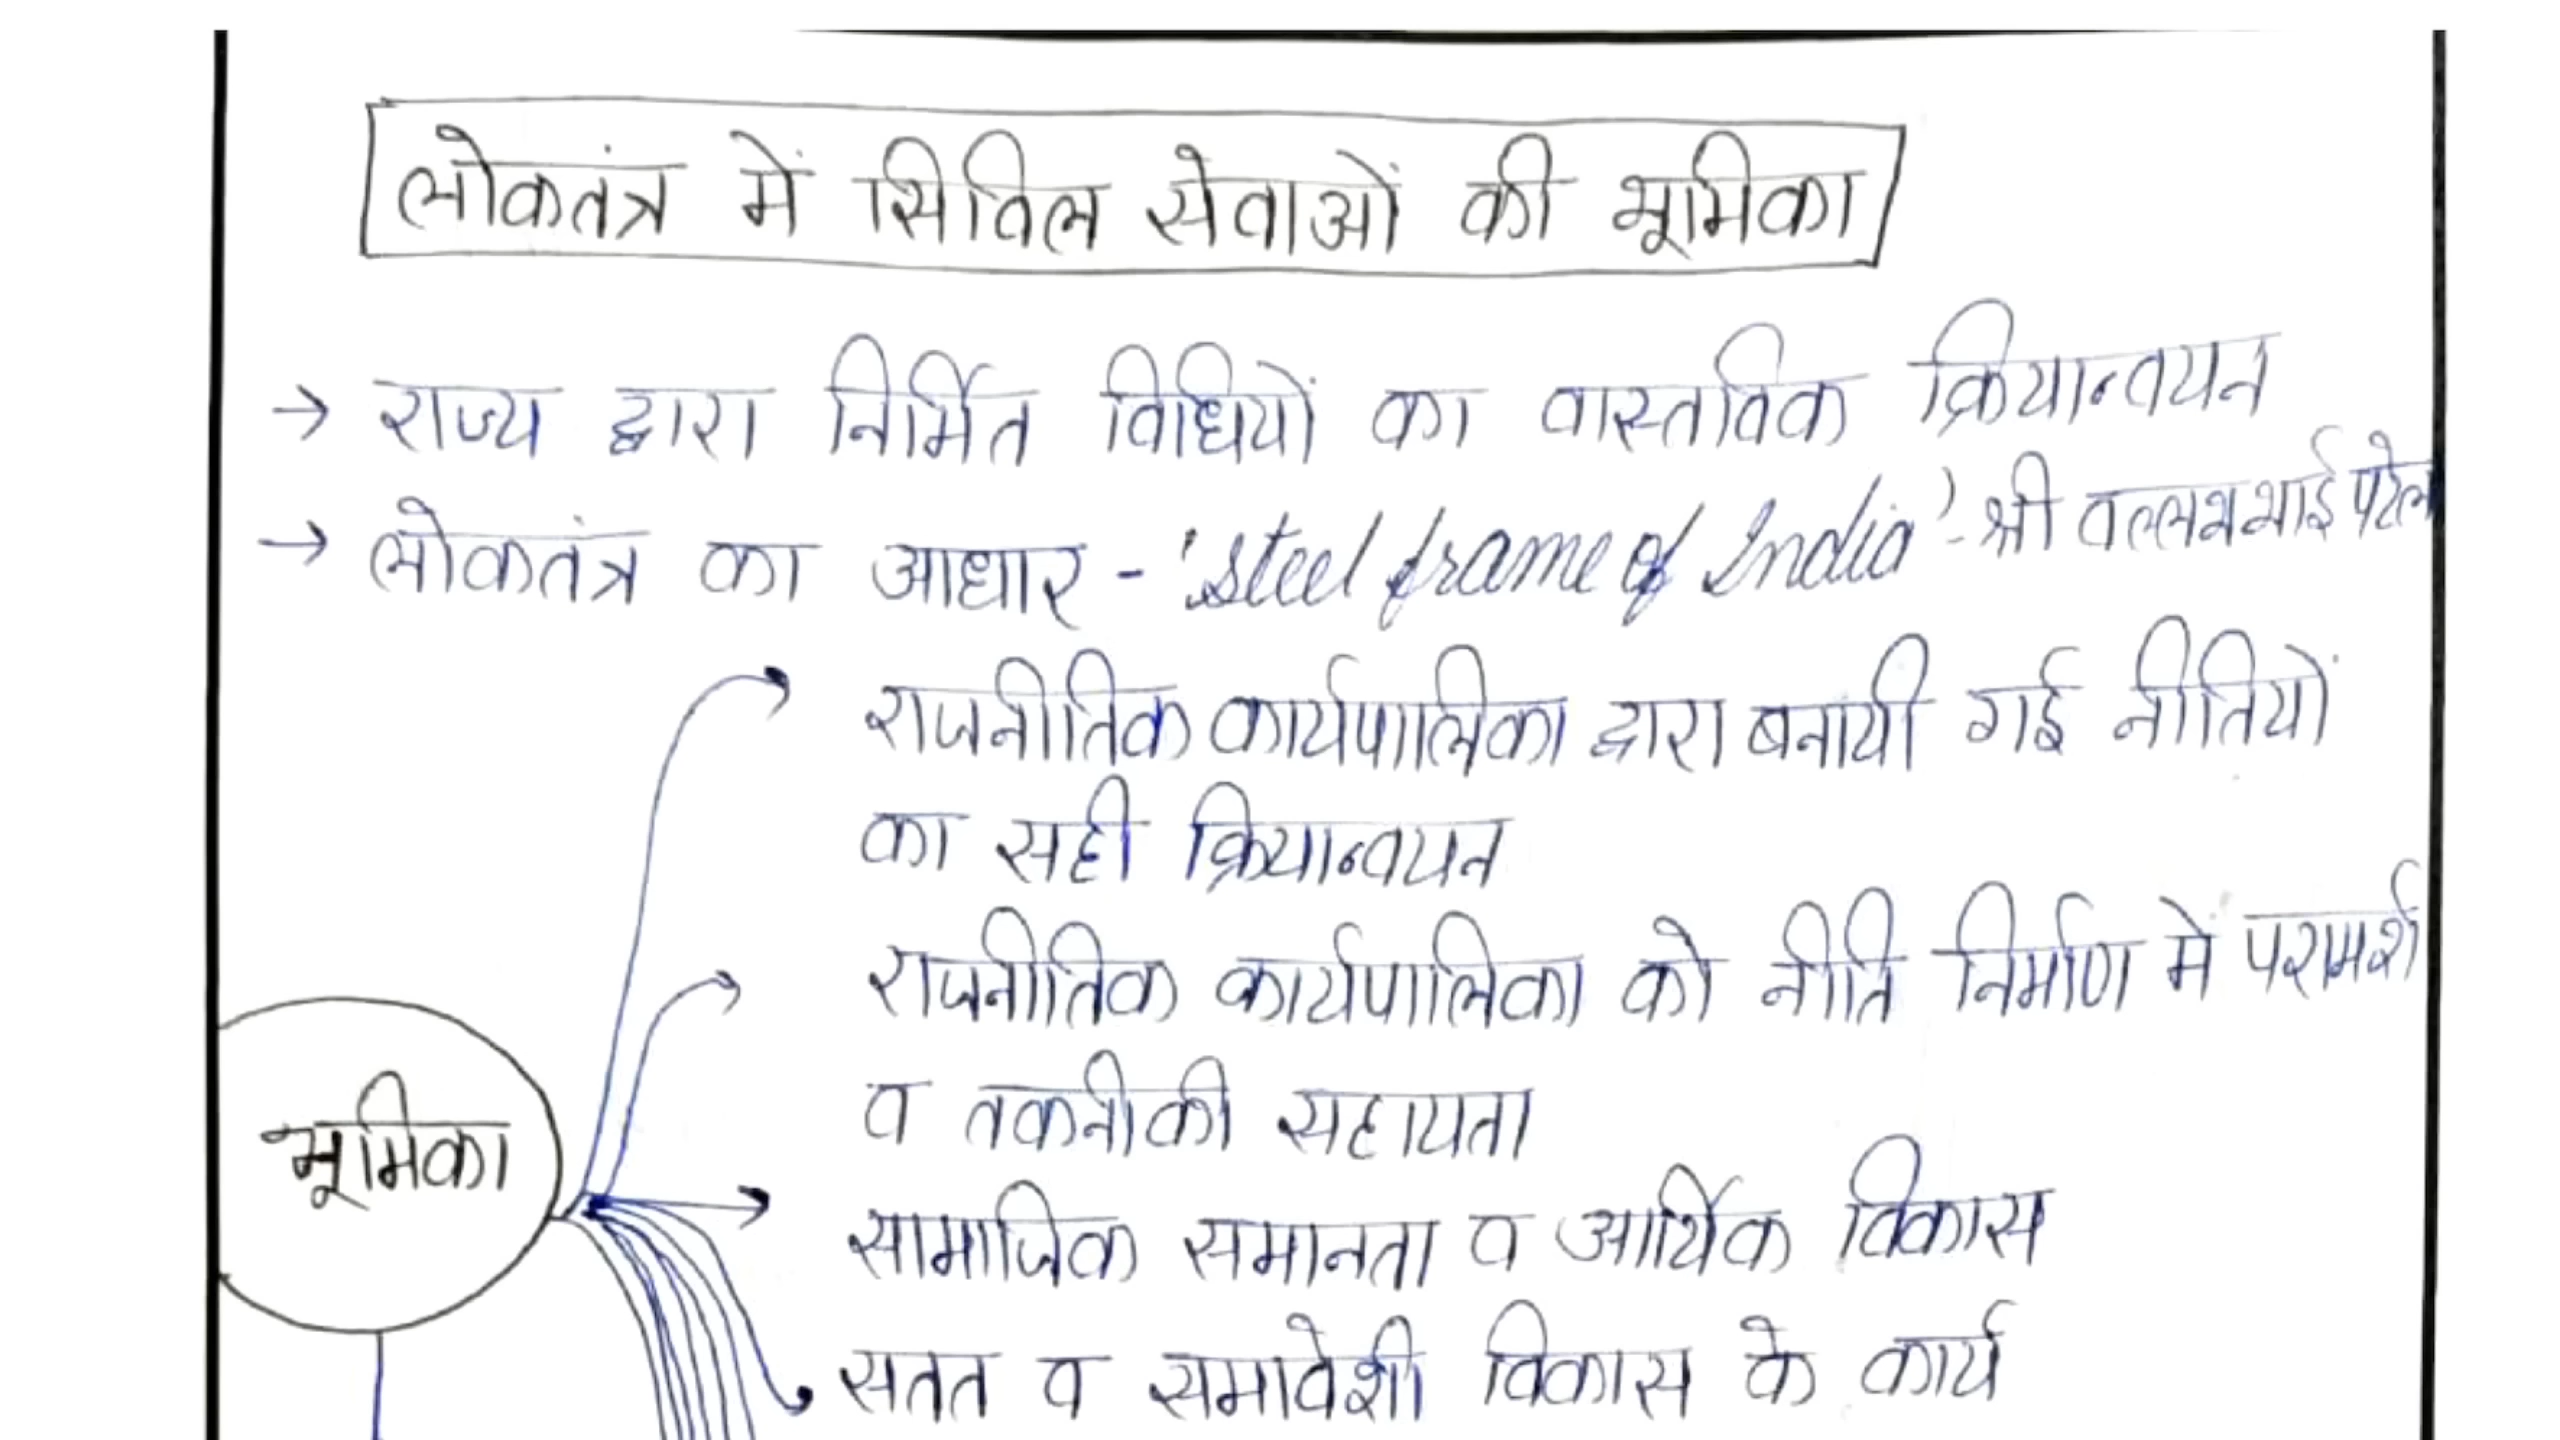 लोकतंत्र में सिविल सेवाओं की भूमिका
→ राज्य द्वारा निर्मित विधियों का वास्तविक क्रियान्वयन
→ लोकतंत्र का आधार - 'steel frame of India' - श्री वल्लभभाई पटेल
राजनीतिक कार्यपालिका द्वारा बनायी गई नीतियों
का सही क्रियान्वयन
राजनीतिक कार्यपालिका को नीति निर्माण में परामर्श
व तकनीकी सहायता
भूमिका
सामाजिक समानता व आर्थिक विकास
सतत व समावेशी विकास के कार्य